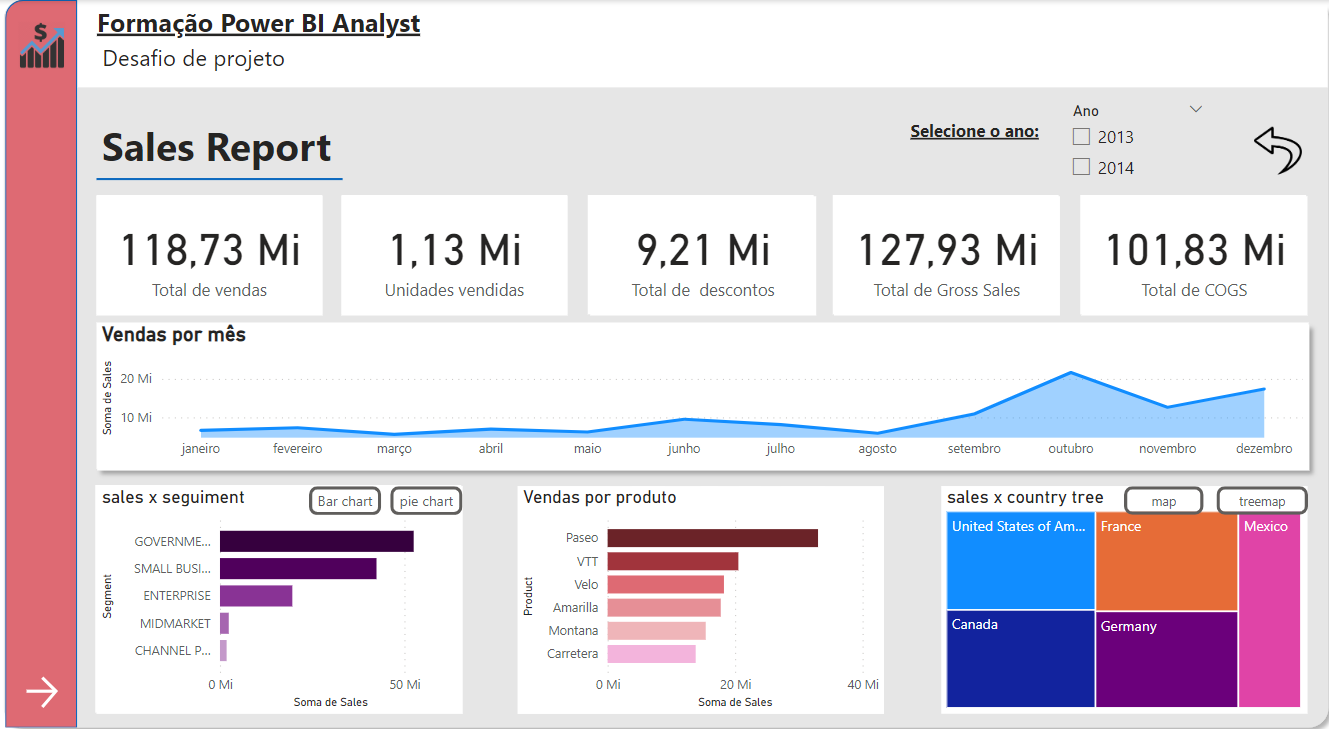 $
Formação Power BI Analyst
Desafio de projeto
Sales Report
Selecione o ano:
Ano
2013
2014
118,73 Mi
Total de vendas
1,13 Mi
Unidades vendidas
9,21 Mi
Total de  descontos
127,93 Mi
Total de Gross Sales
101,83 Mi
Total de COGS
Vendas por mês
Soma de Sales
20 Mi
10 Mi
janeiro fevereiro março abril maio junho julho agosto setembro outubro novembro dezembro
sales x seguiment
Bar chart
pie chart
Segment
GOVERNME...
SMALL BUSI...
ENTERPRISE
MIDMARKET
CHANNEL P...
0 Mi 50 Mi
Soma de Sales
Vendas por produto
Product
Paseo
VTT
Velo
Amarilla
Montana
Carretera
0 Mi 20 Mi 40 Mi
Soma de Sales
sales x country tree
map
treemap
United States of Am...
France
Mexico
Canada
Germany